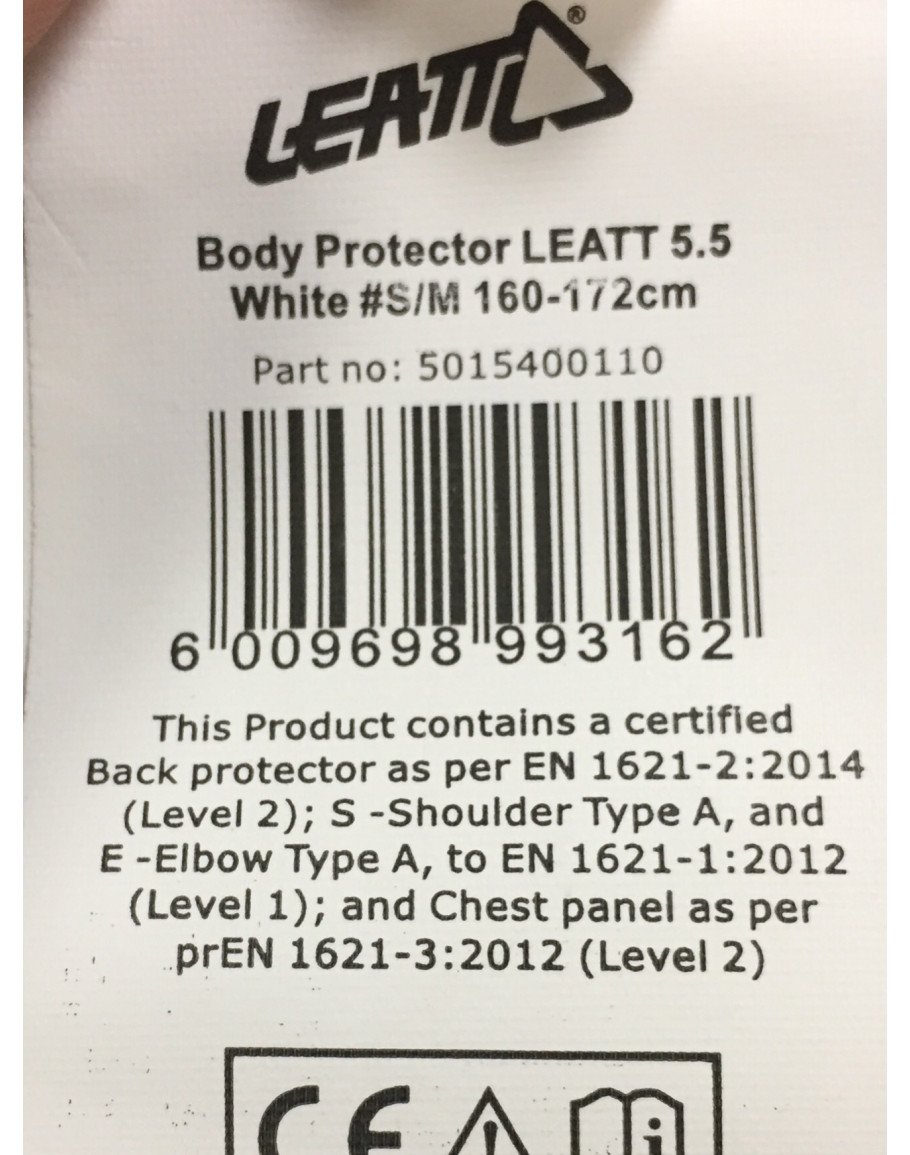 LEATT®
Body Protector LEATT 5.5
White #S/M 160-172cm
Part no: 5015400110
6 009698 993162
This Product contains a certified
Back protector as per EN 1621-2:2014
(Level 2); S -Shoulder Type A, and
E -Elbow Type A, to EN 1621-1:2012
(Level 1); and Chest panel as per
prEN 1621-3:2012 (Level 2)
CE ! i